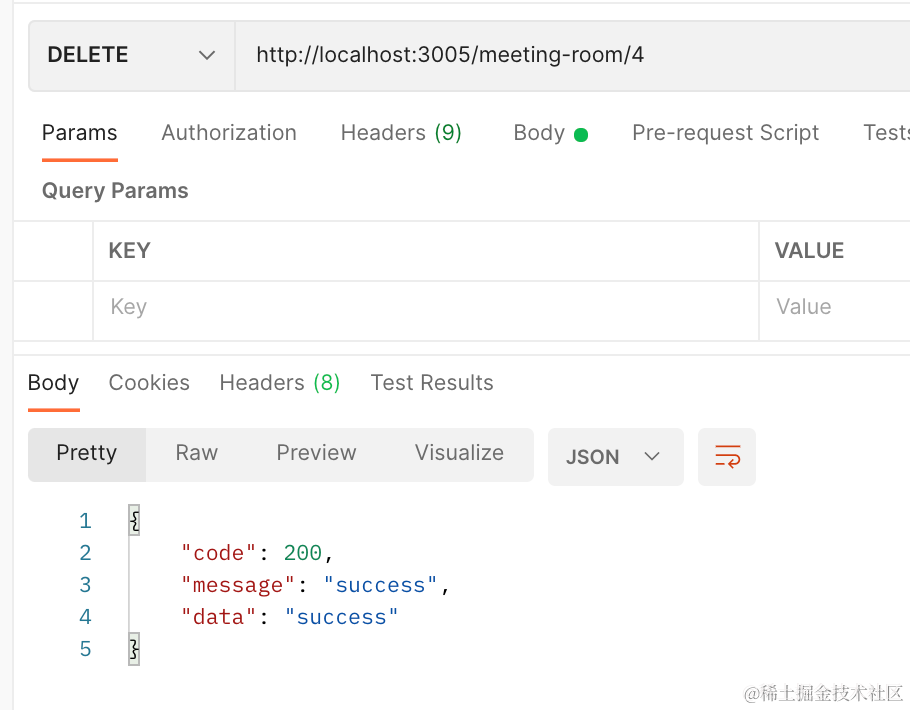 DELETE http://localhost:3005/meeting-room/4
Params Authorization Headers (9) Body Pre-request Script Tests
Query Params
KEY VALUE
Key Value
Body Cookies Headers (8) Test Results
Pretty Raw Preview Visualize JSON
1 {
2 "code": 200,
3 "message": "success",
4 "data": "success"
5 }
@稀土掘金技术社区